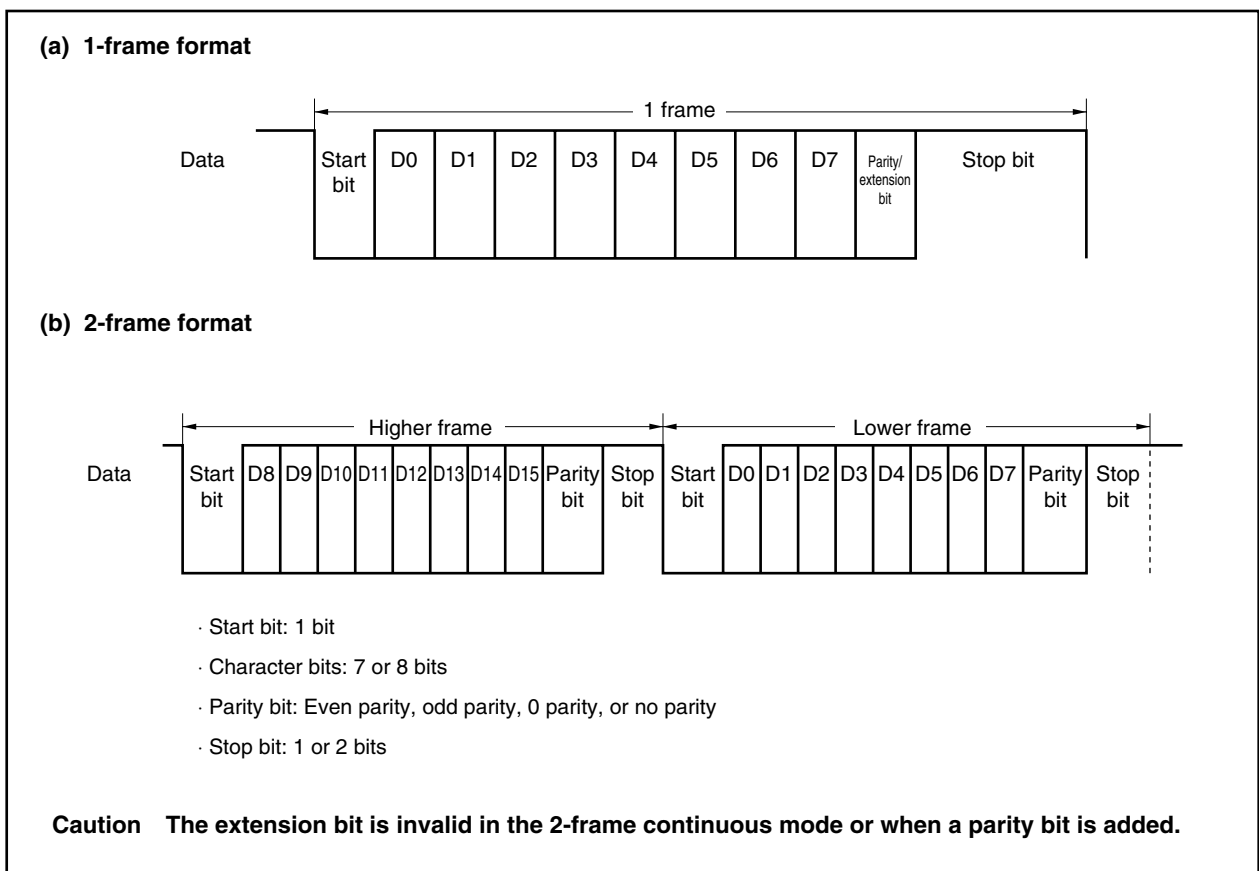 (a) 1-frame format
1 frame
Data Start bit D0 D1 D2 D3 D4 D5 D6 D7 Parity/ extension bit Stop bit
(b) 2-frame format
Higher frame Lower frame
Data Start bit D8 D9 D10 D11 D12 D13 D14 D15 Parity bit Stop bit Start bit D0 D1 D2 D3 D4 D5 D6 D7 Parity bit Stop bit
· Start bit: 1 bit
· Character bits: 7 or 8 bits
· Parity bit: Even parity, odd parity, 0 parity, or no parity
· Stop bit: 1 or 2 bits
Caution The extension bit is invalid in the 2-frame continuous mode or when a parity bit is added.